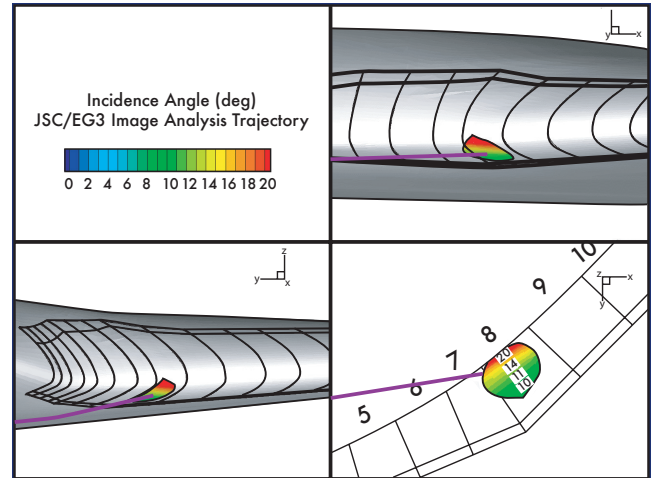 Incidence Angle (deg)
JSC/EG3 Image Analysis Trajectory
0 2 4 6 8 10 12 14 16 18 20
y x
z
y x
z x
y
5 6 7 8 9 10
20
14
11
10